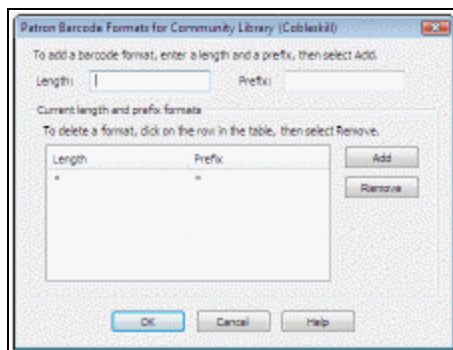 Patron Barcode Formats for Community Library (Cobleskill)
To add a barcode format, enter a length and a prefix, then select Add.
Length: Prefix:
Current length and prefix formats
To delete a format, click on the row in the table, then select Remove.
Length Prefix
* *
Add
Remove
OK Cancel Help